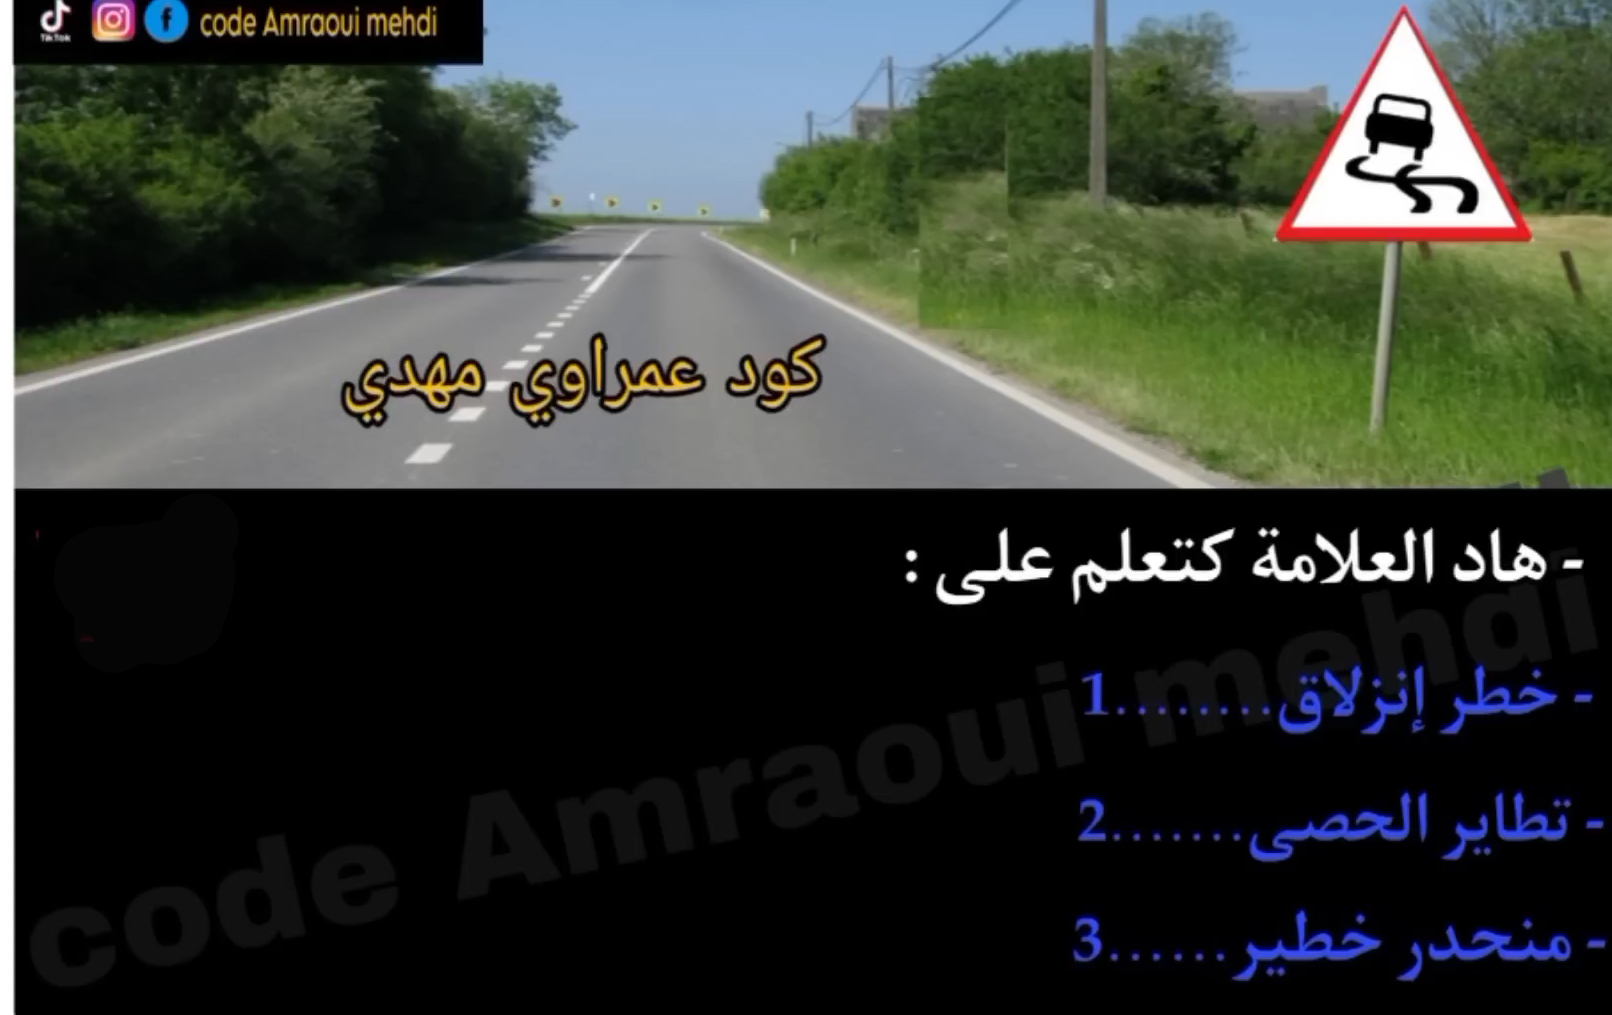 TikTok code Amraoui mehdi
كود عمراوي مهدي
- هاد العلامة كتعلم على :
- خطر إنزلاق........1
- تطاير الحصى.......2
- منحدر خطير......3
code Amraoui mehdi